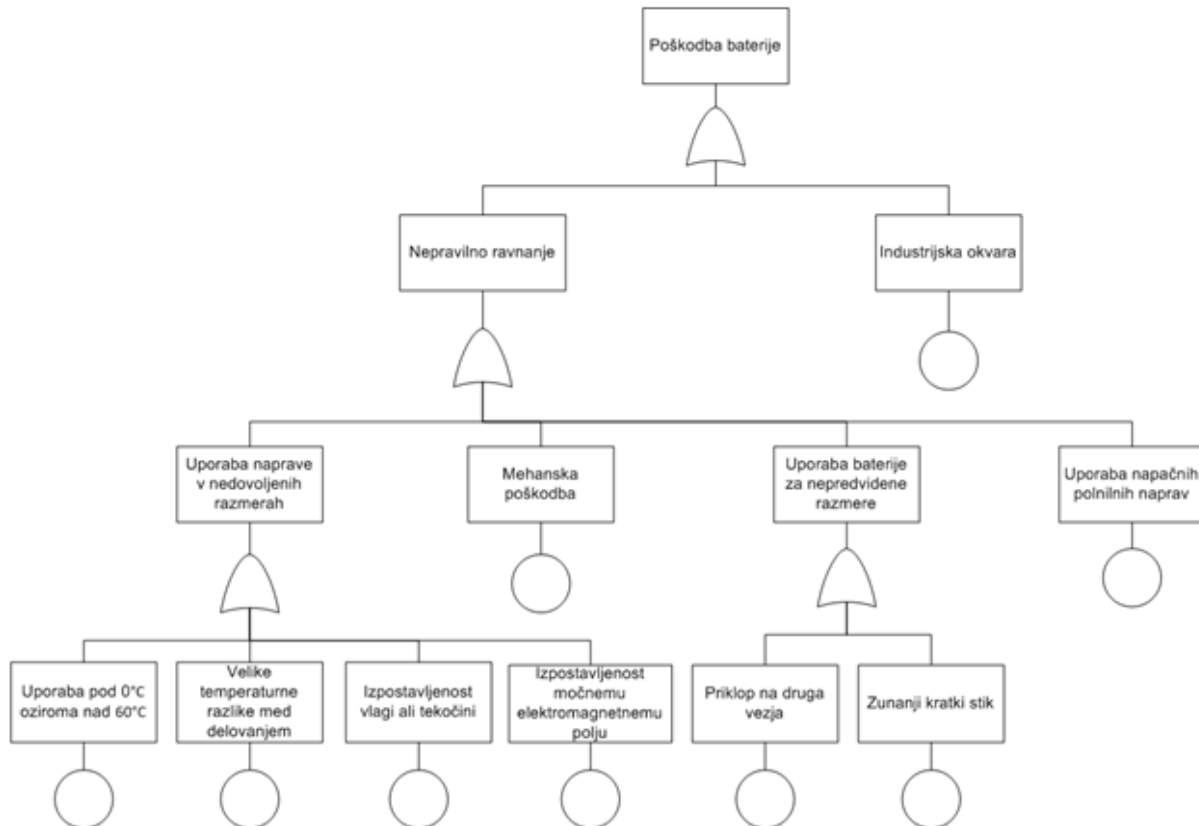 Poškodba baterije
Nepravilno ravnanje
Industrijska okvara
Uporaba naprave
v nedovoljenih
razmerah
Mehanska
poškodba
Uporaba baterije
za nepredvidene
razmere
Uporaba napačnih
polnilnih naprav
Uporaba pod 0°C
oziroma nad 60°C
Velike
temperaturne
razlike med
delovanjem
Izpostavljenost
vlagi ali tekočini
Izpostavljenost
močnemu
elektromagnetnemu
polju
Priklop na druga
vezja
Zunanji kratki stik